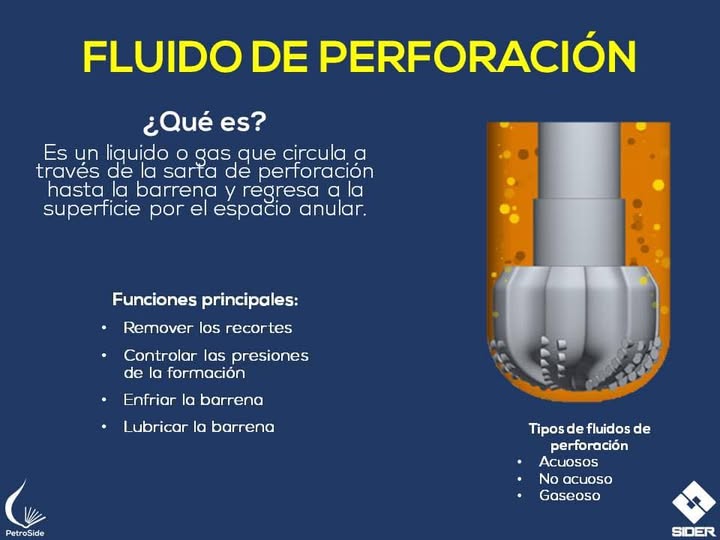 FLUIDO DE PERFORACIÓN
¿Qué es?
Es un liquido o gas que circula a
través de la sarta de perforación
hasta la barrena y regresa a la
superficie por el espacio anular.
Funciones principales:
• Remover los recortes
• Controlar las presiones
de la formación
• Enfriar la barrena
• Lubricar la barrena
Tipos de fluidos de
perforación
• Acuosos
• No acuoso
• Gaseoso
PetroSide
SIDER